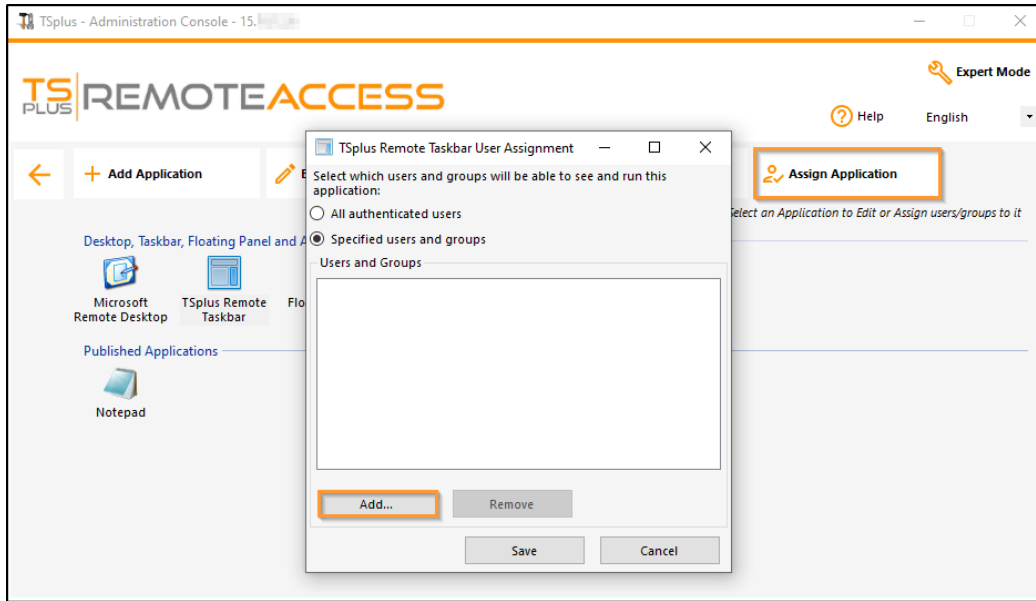 TSplus - Administration Console - 15.
Expert Mode
TS PLUS REMOTEACCESS
Help
English
Add Application
Assign Application
Select an Application to Edit or Assign users/groups to it
Desktop, Taskbar, Floating Panel and
Microsoft
Remote Desktop
TSplus Remote
Taskbar
Published Applications
Notepad
TSplus Remote Taskbar User Assignment
Select which users and groups will be able to see and run this
application:
All authenticated users
Specified users and groups
Users and Groups
Add...
Remove
Save
Cancel